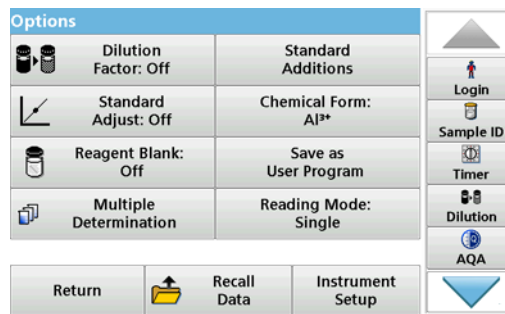 Options
Dilution
Factor: Off
Standard
Additions
Standard
Adjust: Off
Chemical Form:
Al³⁺
Reagent Blank:
Off
Save as
User Program
Multiple
Determination
Reading Mode:
Single
Return
Recall
Data
Instrument
Setup
Login
Sample ID
Timer
Dilution
AQA